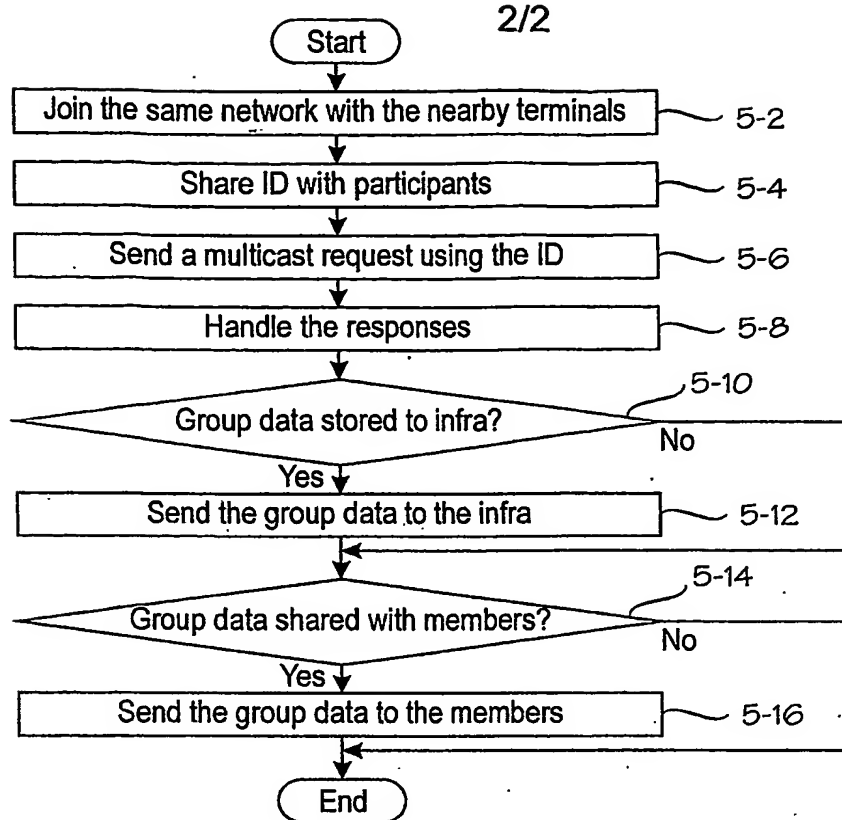 2/2
Start
Join the same network with the nearby terminals
5-2
Share ID with participants
5-4
Send a multicast request using the ID
5-6
Handle the responses
5-8
5-10
Group data stored to infra?
No
Yes
Send the group data to the infra
5-12
5-14
Group data shared with members?
No
Yes
Send the group data to the members
5-16
End